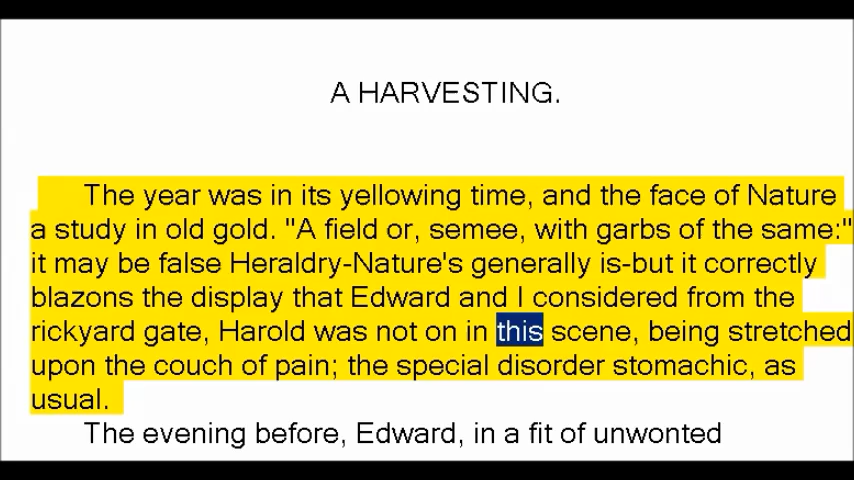 A HARVESTING.
The year was in its yellowing time, and the face of Nature
a study in old gold. "A field or, semee, with garbs of the same:"
it may be false Heraldry-Nature's generally is-but it correctly
blazons the display that Edward and I considered from the
rickyard gate, Harold was not on in this scene, being stretched
upon the couch of pain; the special disorder stomachic, as
usual.
The evening before, Edward, in a fit of unwonted